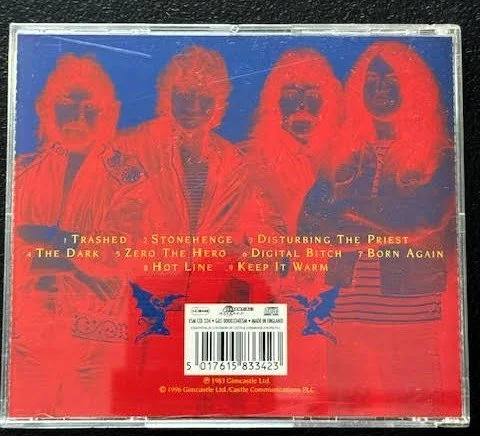 1 TRASHED 2 STONEHENGE 3 DISTURBING THE PRIEST
4 THE DARK 5 ZERO THE HERO 6 DIGITAL BITCH 7 BORN AGAIN
8 HOT LINE 9 KEEP IT WARM
MADE IN ENGLAND
5 017615 833423
℗ 1983 Gimcastle Ltd.
© 1996 Gimcastle Ltd./Castle Communications PLC